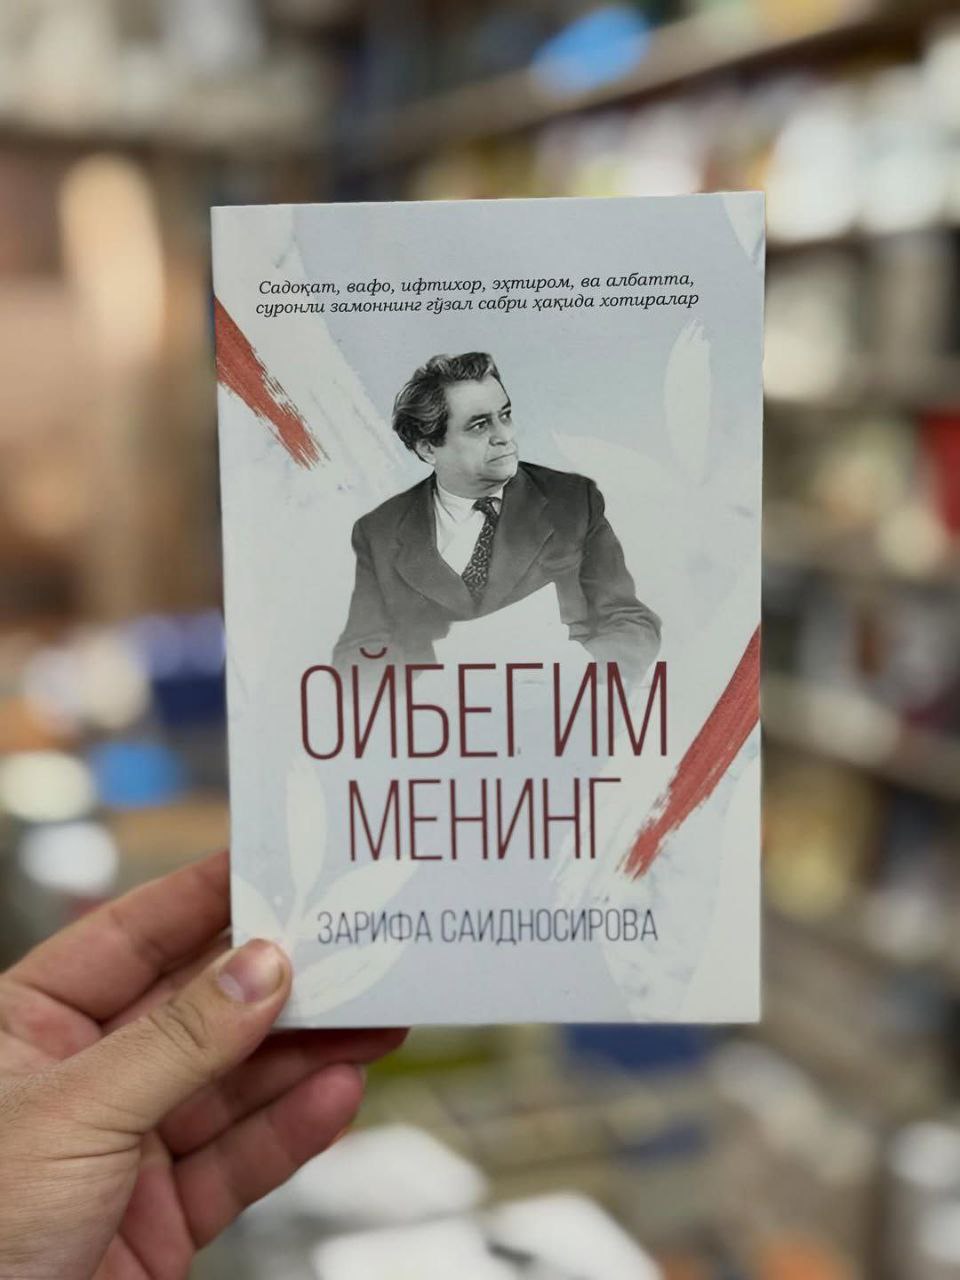 Садоқат, вафо, ифтихор, эҳтиром, ва албатта,
суронли замоннинг гўзал сабри ҳақида хотиралар
ОЙБЕГИМ
МЕНИНГ
ЗАРИФА САИДНОСИРОВА